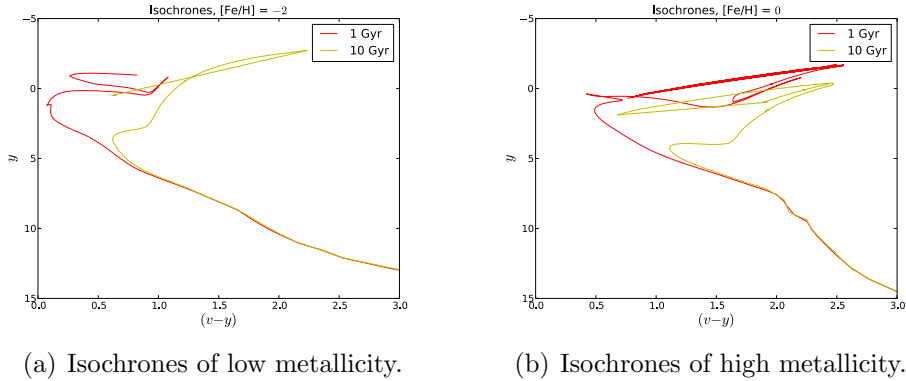 Isochrones, [Fe/H] = −2
1 Gyr
10 Gyr
0
5
10
15
0.0 0.5 1.0 1.5 2.0 2.5 3.0
y
(v−y)
(a) Isochrones of low metallicity.
Isochrones, [Fe/H] = 0
1 Gyr
10 Gyr
−5
0
5
10
15
0.0 0.5 1.0 1.5 2.0 2.5 3.0
y
(v−y)
(b) Isochrones of high metallicity.